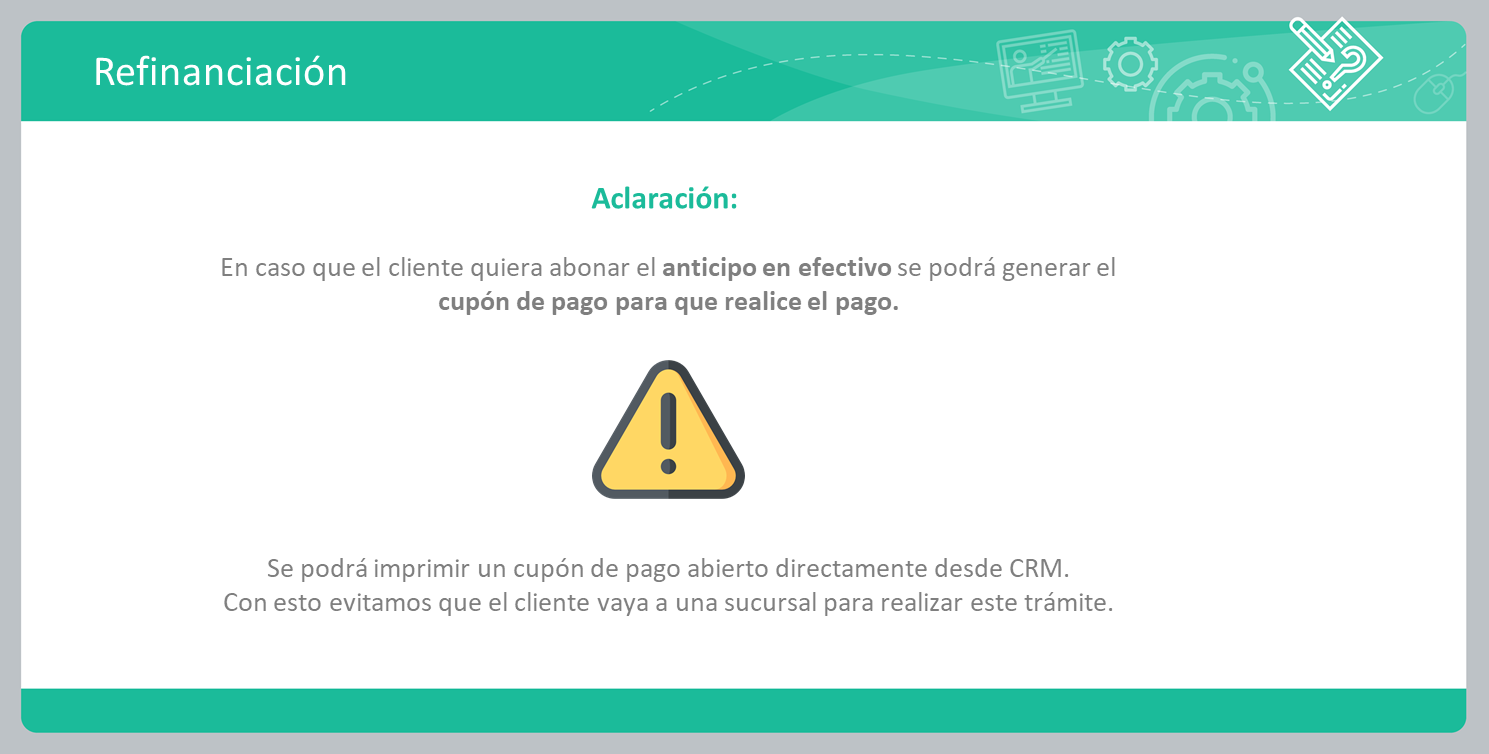 Refinanciación
Aclaración:
En caso que el cliente quiera abonar el anticipo en efectivo se podrá generar el
cupón de pago para que realice el pago.
Se podrá imprimir un cupón de pago abierto directamente desde CRM.
Con esto evitamos que el cliente vaya a una sucursal para realizar este trámite.